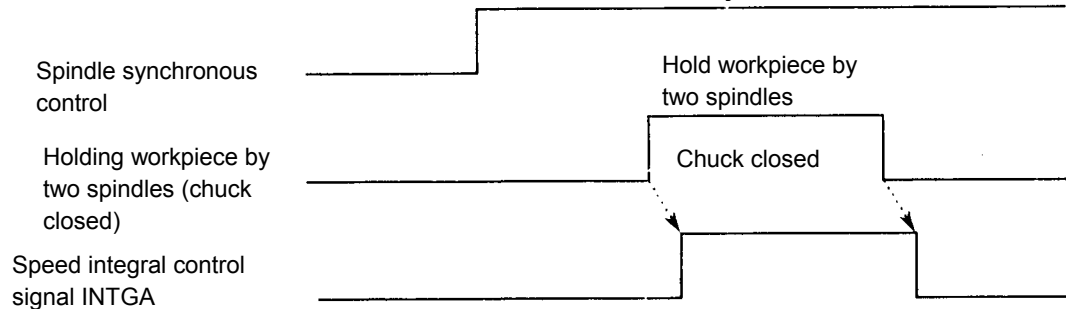 Spindle synchronous
control
Hold workpiece by
two spindles
Holding workpiece by
two spindles (chuck
closed)
Chuck closed
Speed integral control
signal INTGA